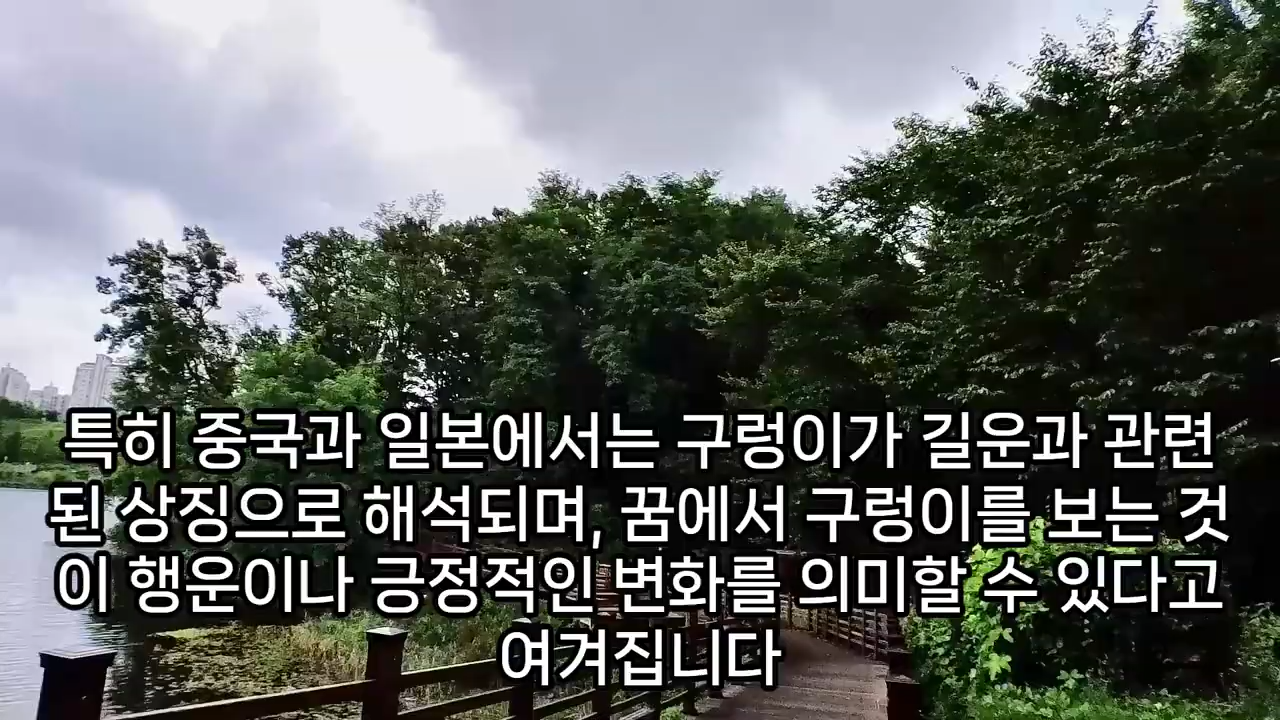 특히 중국과 일본에서는 구렁이가 길운과 관련
된 상징으로 해석되며, 꿈에서 구렁이를 보는 것
이 행운이나 긍정적인 변화를 의미할 수 있다고
여겨집니다